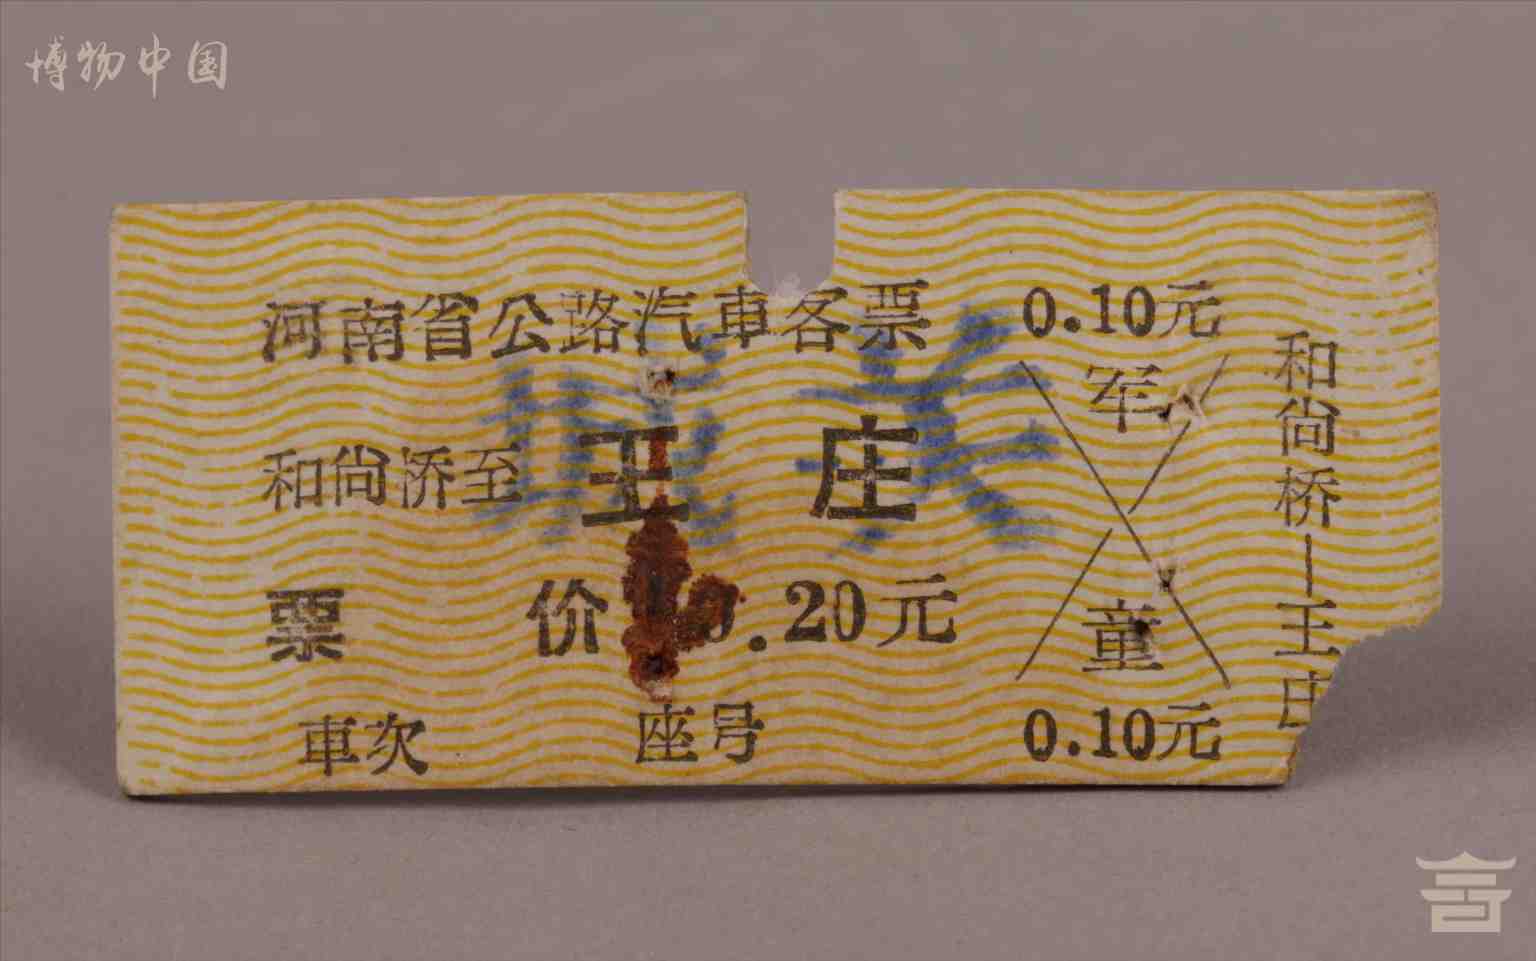 博物中国
河南省公路汽車客票
和尚桥至 王庄
票价 0.20元
車次 座号
0.10元
军
童
0.10元
和尚桥—王庄